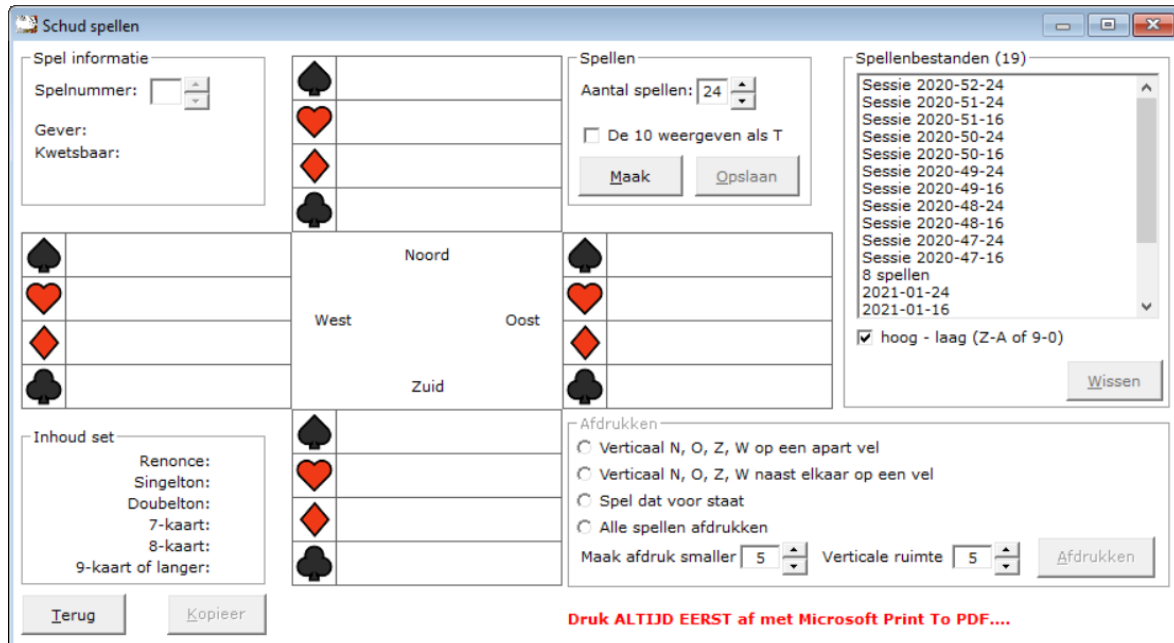 Schud spellen
Spel informatie
Spelnummer:
Gever:
Kwetsbaar:
Spellen
Aantal spellen: 24
De 10 weergeven als T
Maak
Opslaan
Spellenbestanden (19)
Sessie 2020-52-24
Sessie 2020-51-24
Sessie 2020-51-16
Sessie 2020-50-24
Sessie 2020-50-16
Sessie 2020-49-24
Sessie 2020-49-16
Sessie 2020-48-24
Sessie 2020-48-16
Sessie 2020-47-24
Sessie 2020-47-16
8 spellen
2021-01-24
2021-01-16
hoog - laag (Z-A of 9-0)
Wissen
Noord
West
Oost
Zuid
Inhoud set
Renonce:
Singelton:
Doubelton:
7-kaart:
8-kaart:
9-kaart of langer:
Afdrukken
Verticaal N, O, Z, W op een apart vel
Verticaal N, O, Z, W naast elkaar op een vel
Spel dat voor staat
Alle spellen afdrukken
Maak afdruk smaller 5
Verticale ruimte 5
Afdrukken
Terug
Kopieer
Druk ALTIJD EERST af met Microsoft Print To PDF....